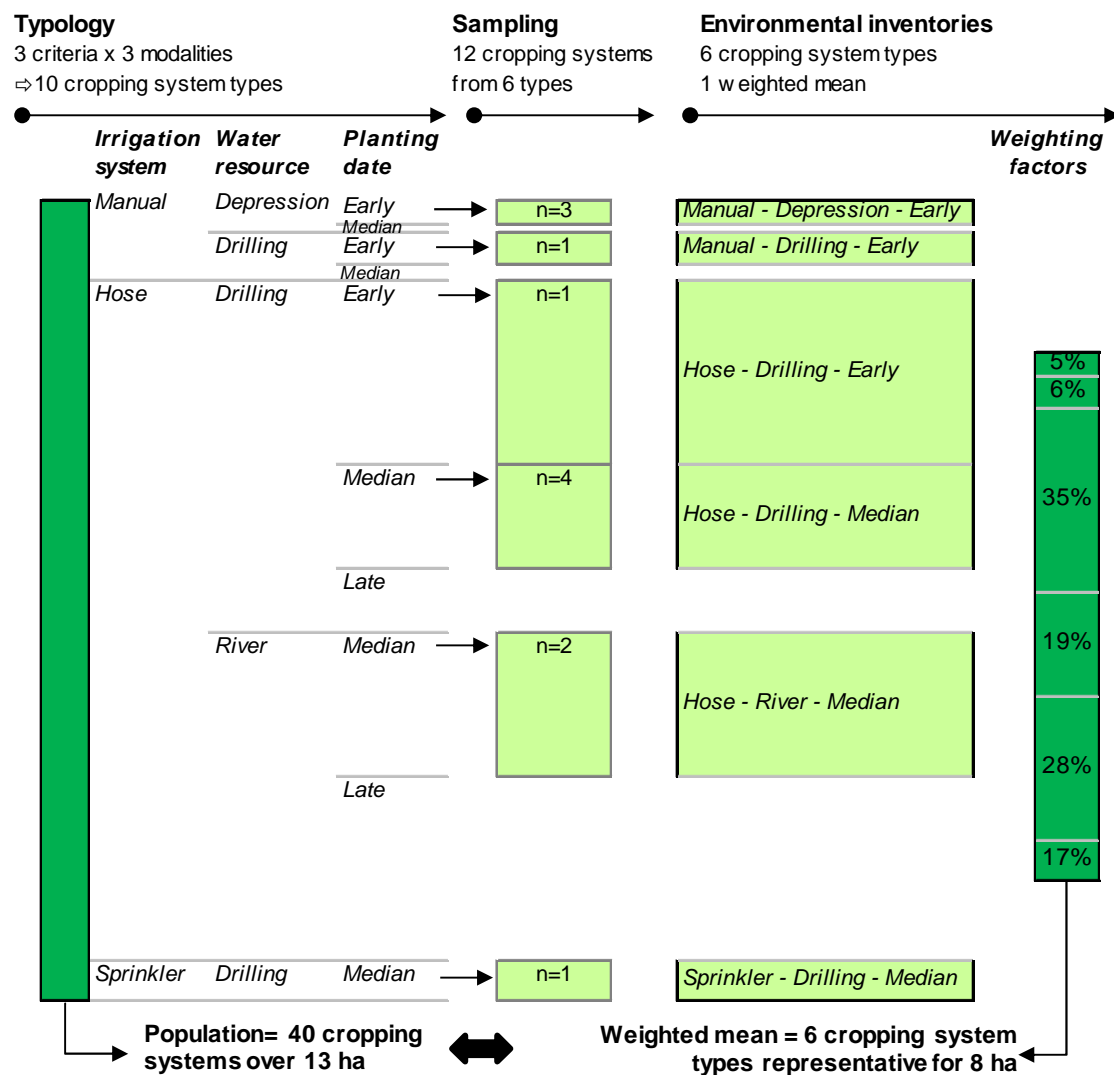 Typology
3 criteria x 3 modalities
⇨10 cropping system types
Sampling
12 cropping systems
from 6 types
Environmental inventories
6 cropping system types
1 weighted mean
Irrigation system
Water resource
Planting date
Weighting factors
Manual Depression Early n=3 Manual - Depression - Early
Median
Drilling Early n=1 Manual - Drilling - Early
Median
Hose Drilling Early n=1
Hose - Drilling - Early
5%
6%
35%
Median n=4
Hose - Drilling - Median
Late
19%
River Median n=2
Hose - River - Median
28%
Late
17%
Sprinkler Drilling Median n=1 Sprinkler - Drilling - Median
Population= 40 cropping
systems over 13 ha
Weighted mean = 6 cropping system
types representative for 8 ha